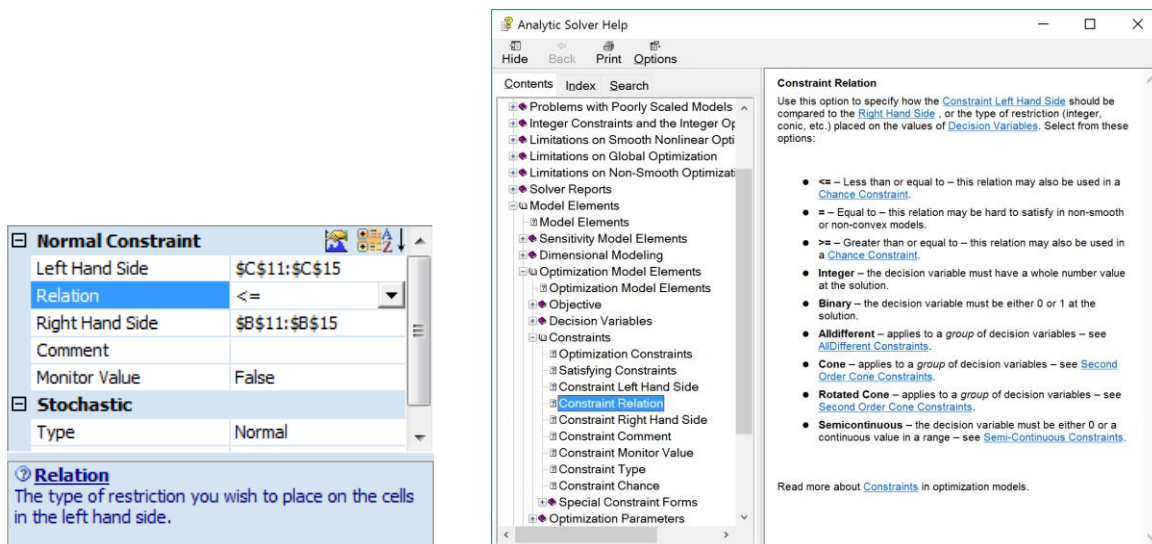 Normal Constraint
Left Hand Side $C$11:$C$15
Relation <=
Right Hand Side $B$11:$B$15
Comment
Monitor Value False
Stochastic
Type Normal
Relation
The type of restriction you wish to place on the cells
in the left hand side.
Analytic Solver Help
Hide Back Print Options
Contents Index Search
Problems with Poorly Scaled Models
Integer Constraints and the Integer Op
Limitations on Smooth Nonlinear Opti
Limitations on Global Optimization
Limitations on Non-Smooth Optimizati
Solver Reports
Model Elements
Model Elements
Sensitivity Model Elements
Dimensional Modeling
Optimization Model Elements
Optimization Model Elements
Objective
Decision Variables
Constraints
Optimization Constraints
Satisfying Constraints
Constraint Left Hand Side
Constraint Relation
Constraint Right Hand Side
Constraint Comment
Constraint Monitor Value
Constraint Type
Constraint Chance
Special Constraint Forms
Optimization Parameters
Constraint Relation
Use this option to specify how the Constraint Left Hand Side should be
compared to the Right Hand Side , or the type of restriction (integer,
conic, etc.) placed on the values of Decision Variables. Select from these
options:
● <= – Less than or equal to – this relation may also be used in a
Chance Constraint.
● = – Equal to – this relation may be hard to satisfy in non-smooth
or non-convex models.
● >= – Greater than or equal to – this relation may also be used in
a Chance Constraint.
● Integer – the decision variable must have a whole number value
at the solution.
● Binary – the decision variable must be either 0 or 1 at the
solution.
● Alldifferent – applies to a group of decision variables – see
AllDifferent Constraints.
● Cone – applies to a group of decision variables – see Second
Order Cone Constraints.
● Rotated Cone – applies to a group of decision variables – see
Second Order Cone Constraints.
● Semicontinuous – the decision variable must be either 0 or a
continuous value in a range – see Semi-Continuous Constraints.
Read more about Constraints in optimization models.